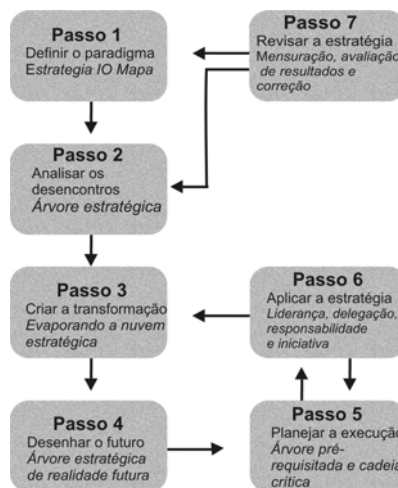 Passo 1
Definir o paradigma
Estrategia IO Mapa
Passo 7
Revisar a estratégia
Mensuração, avaliação
de resultados e
correção
Passo 2
Analisar os
desencontros
Árvore estratégica
Passo 3
Criar a transformação
Evaporando a nuvem
estratégica
Passo 6
Aplicar a estratégia
Liderança, delegação,
responsabilidade
e iniciativa
Passo 4
Desenhar o futuro
Árvore estratégica
de realidade futura
Passo 5
Planejar a execução
Árvore pré-
requisitada e cadeia
crítica